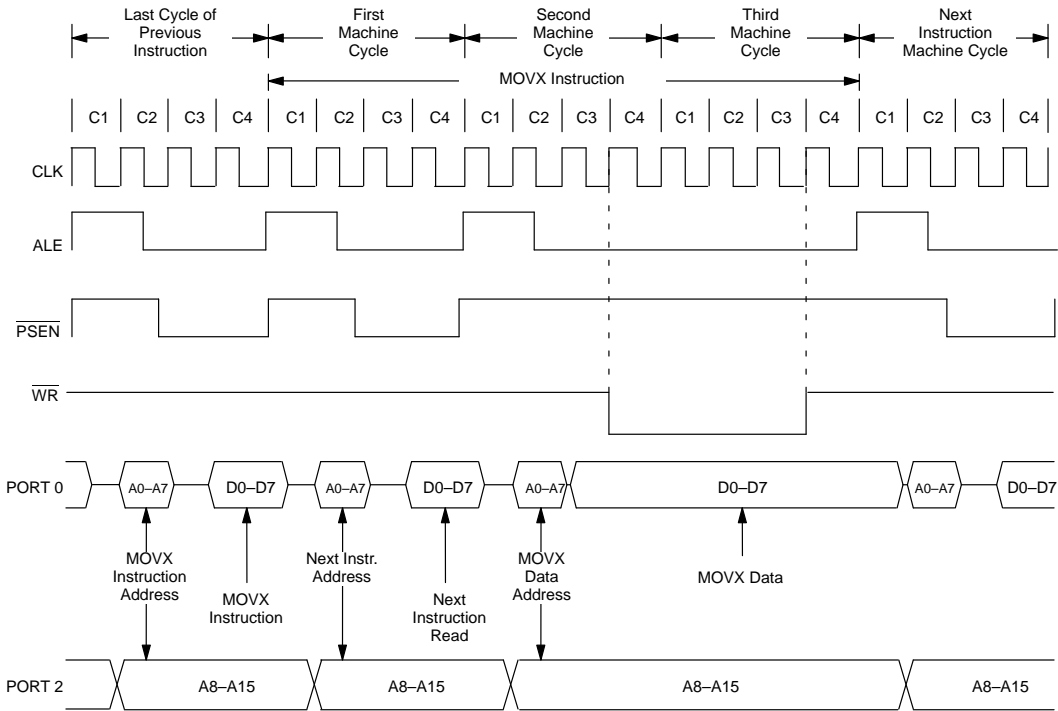 Last Cycle of
Previous
Instruction
First
Machine
Cycle
Second
Machine
Cycle
Third
Machine
Cycle
Next
Instruction
Machine Cycle
MOVX Instruction
C1 C2 C3 C4 C1 C2 C3 C4 C1 C2 C3 C4 C1 C2 C3 C4 C1 C2 C3 C4
CLK
ALE
PSEN
WR
PORT 0 A0–A7 D0–D7 A0–A7 D0–D7 A0–A7 D0–D7 A0–A7 D0–D7
MOVX
Instruction
Address
MOVX
Instruction
Next Instr.
Address
Next
Instruction
Read
MOVX
Data
Address
MOVX Data
PORT 2 A8–A15 A8–A15 A8–A15 A8–A15